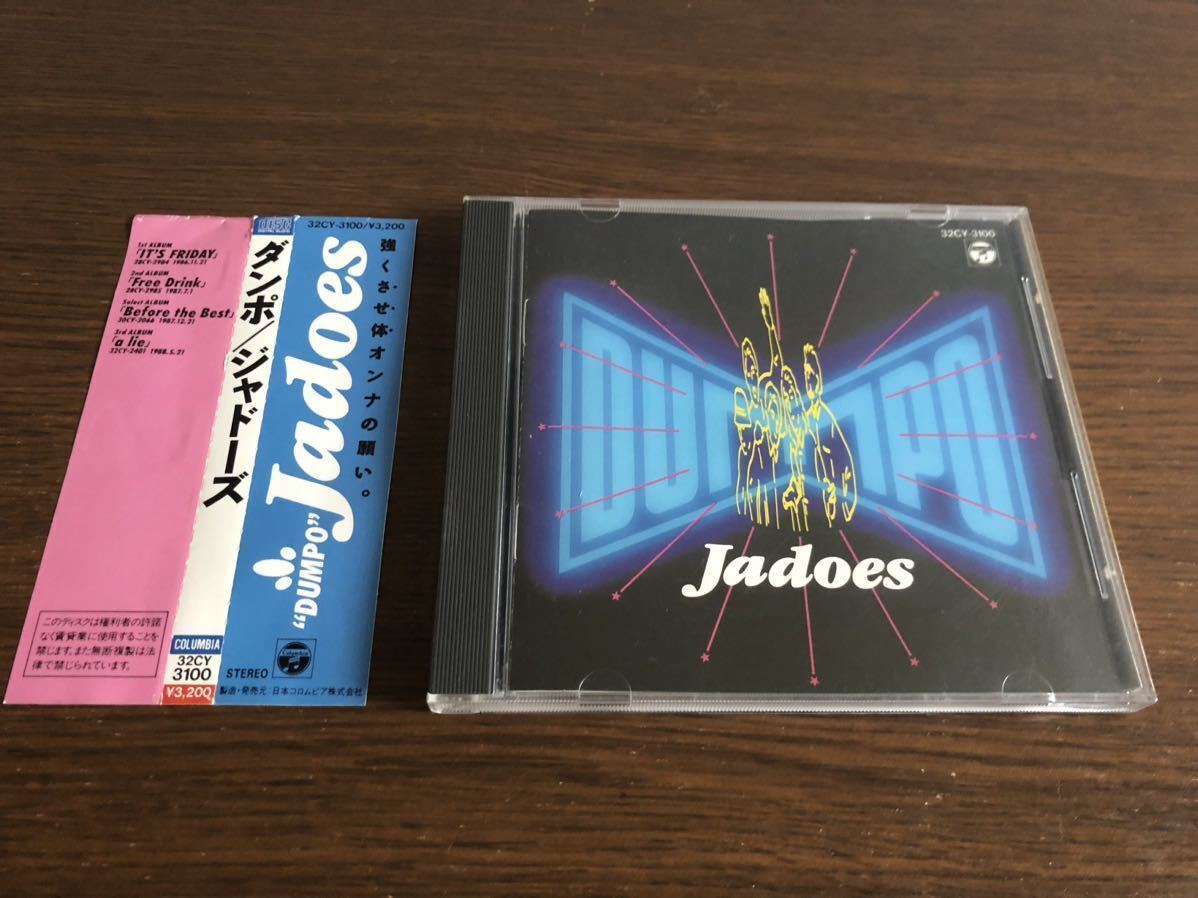 1st ALBUM
「IT'S FRIDAY」
28CY-2904 1986.11.21
2nd ALBUM
「Free Drink」
28CY-2985 1987.7.1
Select ALBUM
「Before the Best」
30CY-2066 1987.12.21
3rd ALBUM
「a lie」
32CY-2401 1988.5.21
このディスクは権利者の許諾
なく賃貸業に使用することを
禁じます。また無断複製は法
律で禁じられています。
DISC
DIGITAL AUDIO
ダンポ/ジャドーズ
COLUMBIA
32CY
3100
¥3,200
32CY-3100/¥3,200
強くさせ体オンナの願い。
Jadoes
"DUMPO"
Columbia
STEREO
製造・発売元/日本コロムビア株式会社
32CY-3100
DUMPO
Jadoes